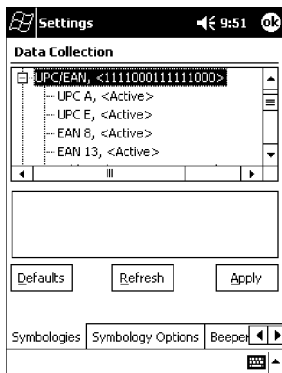 Settings 9:51 ok
Data Collection
UPC/EAN, <1111000111111000>
UPC A, <Active>
UPC E, <Active>
EAN 8, <Active>
EAN 13, <Active>
Defaults Refresh Apply
Symbologies Symbology Options Beeper